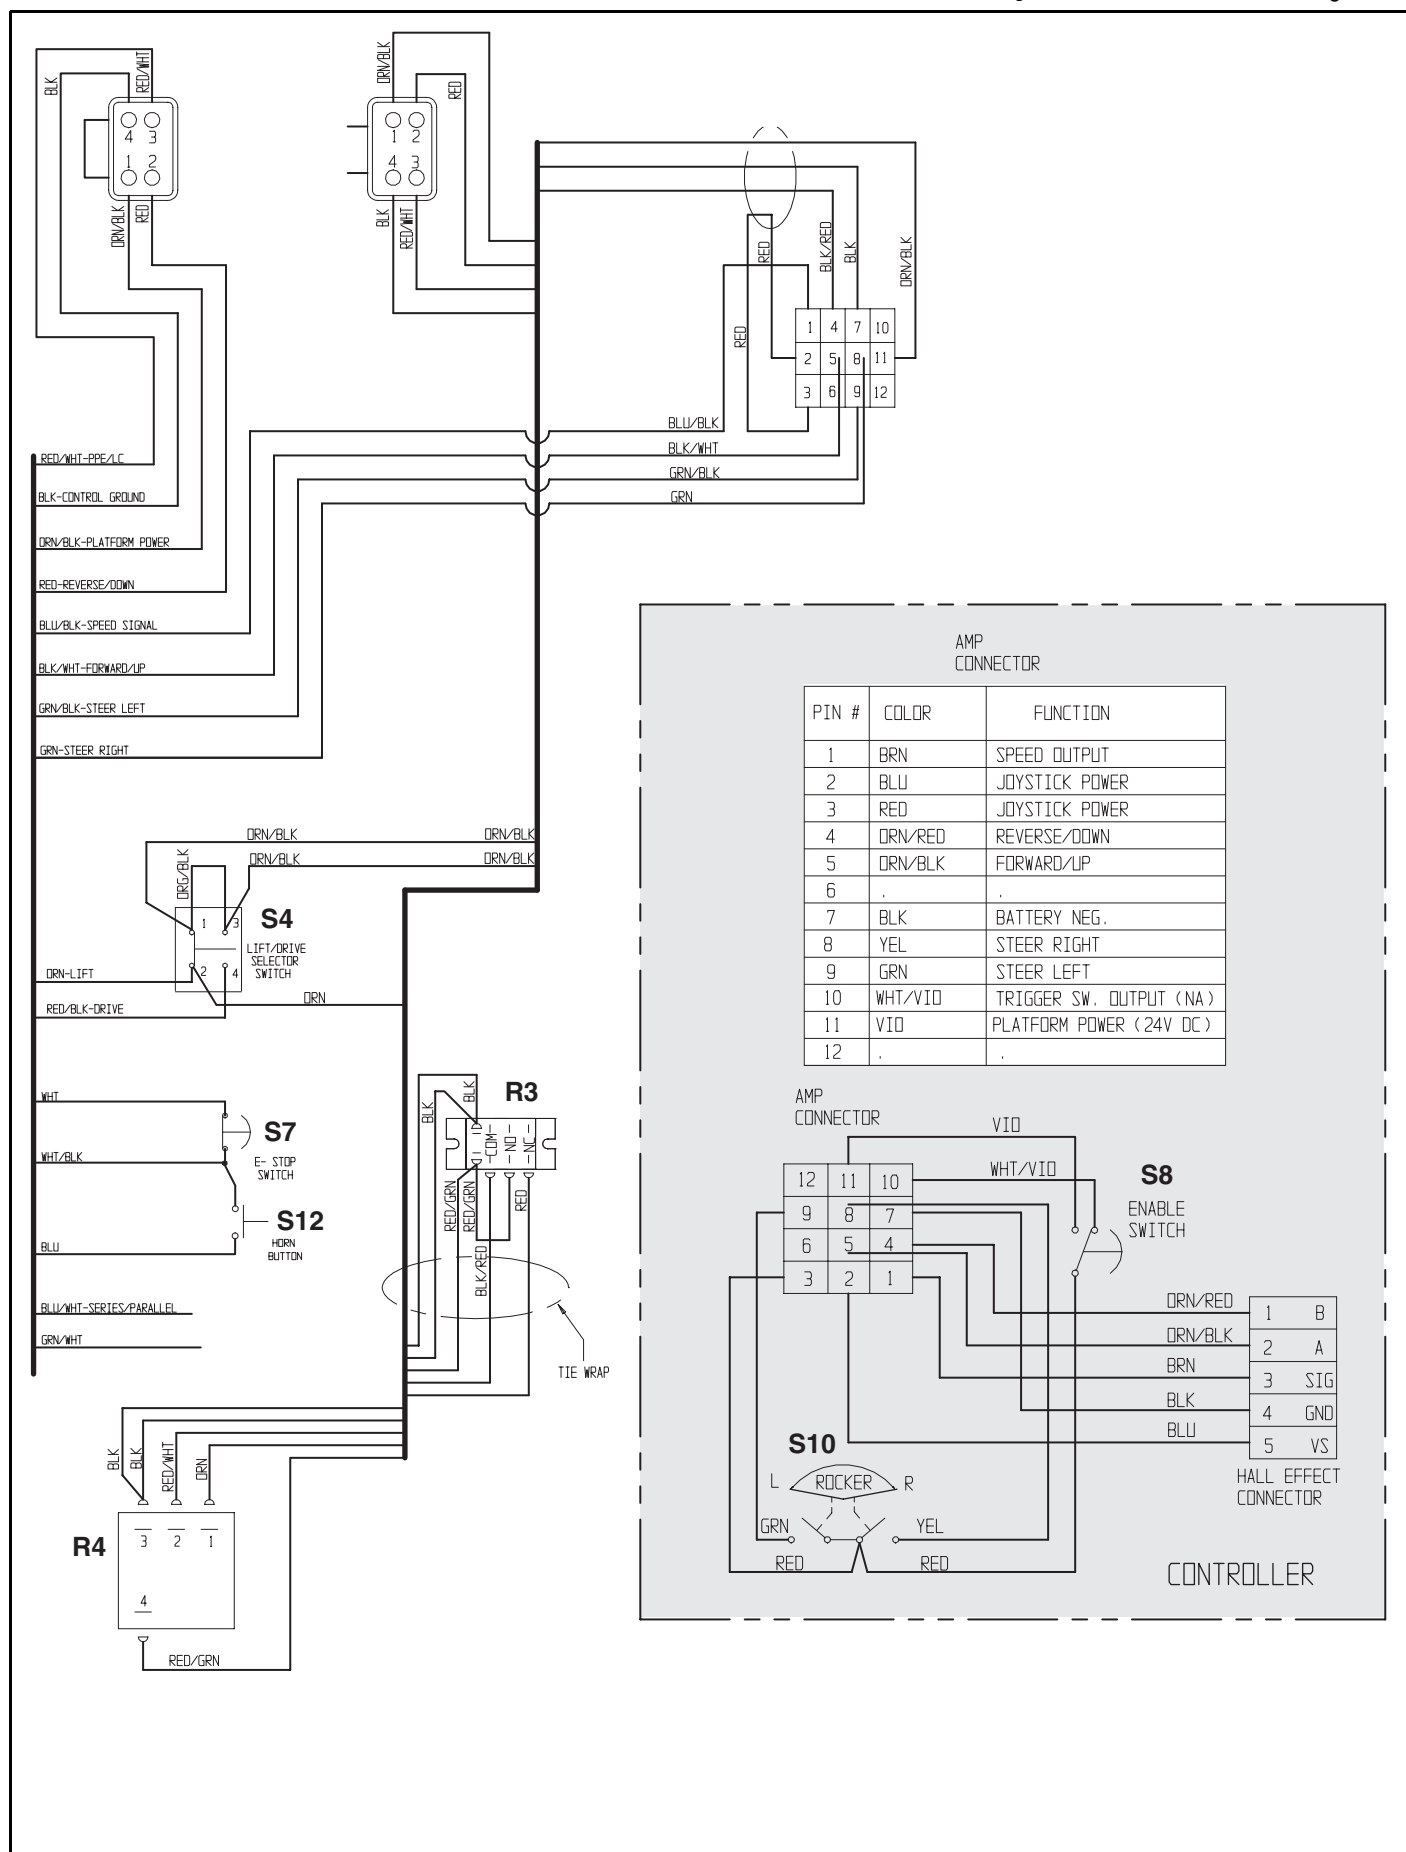 BLK
RED/WHT
4 3
1 2
ORN/BLK
RED
ORN/BLK
RED
1 2
4 3
BLK
RED/WHT
RED
RED
BLK/RED
BLK
ORN/BLK
1 4 7 10
2 5 8 11
3 6 9 12
BLU/BLK
BLK/WHT
GRN/BLK
GRN
RED/WHT-PPE/LC
BLK-CONTROL GROUND
ORN/BLK-PLATFORM POWER
RED-REVERSE/DOWN
BLU/BLK-SPEED SIGNAL
BLK/WHT-FORWARD/UP
GRN/BLK-STEER LEFT
GRN-STEER RIGHT
ORN/BLK ORN/BLK
ORN/BLK ORN/BLK
ORG/BLK
1 3
2 4
S4
LIFT/DRIVE
SELECTOR
SWITCH
ORN-LIFT
ORN
RED/BLK-DRIVE
WHT
S7
E- STOP
SWITCH
WHT/BLK
S12
HORN
BUTTON
BLU
BLU/WHT-SERIES/PARALLEL
GRN/WHT
BLK
BLK
R3
COM
NO
NC
RED/GRN
RED/GRN
BLK/RED
RED
TIE WRAP
BLK
BLK
RED/WHT
ORN
R4
3 2 1
4
RED/GRN
AMP
CONNECTOR
PIN # COLOR FUNCTION
1 BRN SPEED OUTPUT
2 BLU JOYSTICK POWER
3 RED JOYSTICK POWER
4 ORN/RED REVERSE/DOWN
5 ORN/BLK FORWARD/UP
6 . .
7 BLK BATTERY NEG.
8 YEL STEER RIGHT
9 GRN STEER LEFT
10 WHT/VIO TRIGGER SW. OUTPUT (NA)
11 VIO PLATFORM POWER (24V DC)
12 . .
AMP
CONNECTOR
VIO
WHT/VIO
12 11 10
9 8 7
6 5 4
3 2 1
S8
ENABLE
SWITCH
ORN/RED
ORN/BLK
BRN
BLK
BLU
1 B
2 A
3 SIG
4 GND
5 VS
HALL EFFECT
CONNECTOR
S10
L ROCKER R
GRN YEL
RED RED
CONTROLLER